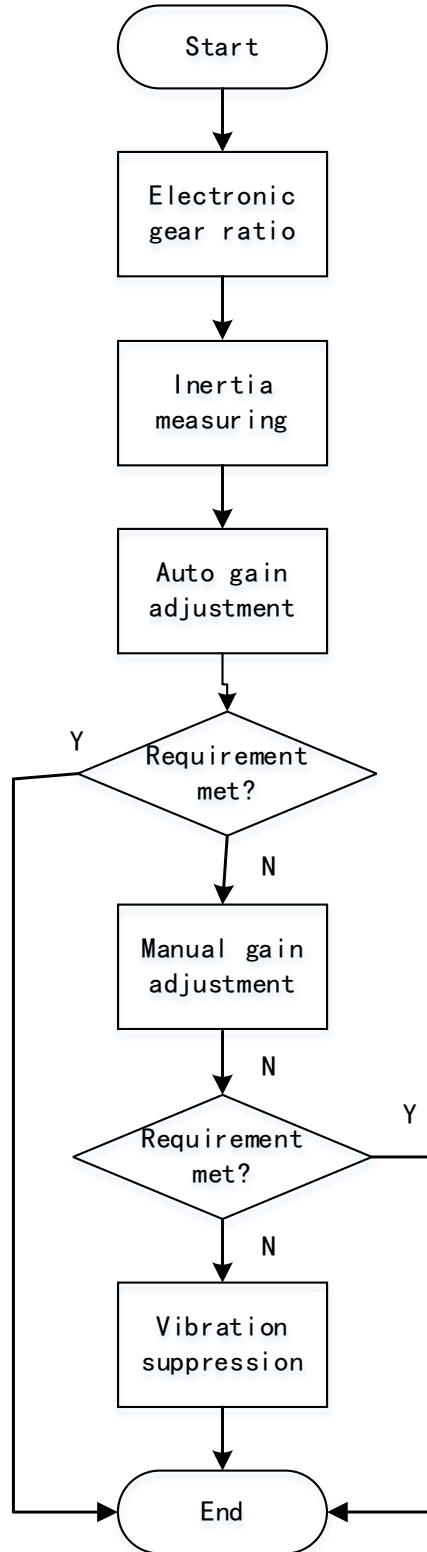 Start
Electronic
gear ratio
Inertia
measuring
Auto gain
adjustment
Y
Requirement
met?
N
Manual gain
adjustment
N
Y
Requirement
met?
N
Vibration
suppression
End